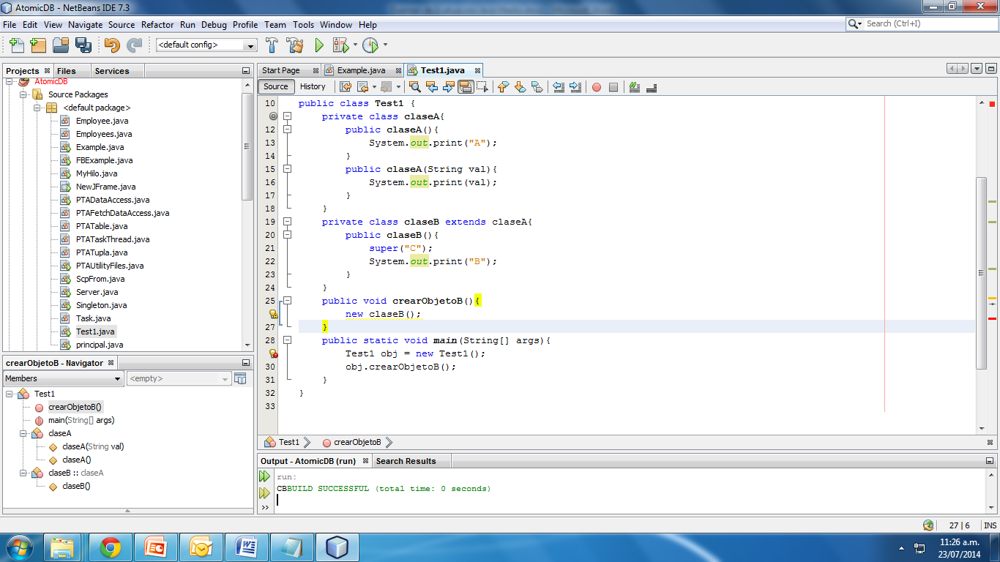 AtomicDB - NetBeans IDE 7.3
File Edit View Navigate Source Refactor Run Debug Profile Team Tools Window Help
Search (Ctrl+I)
<default config>
Projects Files Services
AtomicDB
Source Packages
<default package>
Employee.java
Employees.java
Example.java
FBExample.java
MyHilo.java
NewJFrame.java
PTADataAccess.java
PTAFetchDataAccess.java
PTATable.java
PTATaskThread.java
PTATupla.java
PTAUtilityFiles.java
ScpFrom.java
Server.java
Singleton.java
Task.java
Test1.java
principal.java
crearObjetoB - Navigator
Members <empty>
Test1
crearObjetoB()
main(String[] args)
claseA
claseA(String val)
claseA()
claseB :: claseA
claseB()
Start Page Example.java Test1.java
Source History
10 public class Test1 {
private class claseA{
12 public claseA(){
13 System.out.print("A");
14 }
15 public claseA(String val){
16 System.out.print(val);
17 }
18 }
19 private class claseB extends claseA{
20 public claseB(){
21 super("C");
22 System.out.print("B");
23 }
24 }
25 public void crearObjetoB(){
new claseB();
27 }
28 public static void main(String[] args){
Test1 obj = new Test1();
30 obj.crearObjetoB();
31 }
32 }
33
Test1 crearObjetoB
Output - AtomicDB (run) Search Results
run:
CBBUILD SUCCESSFUL (total time: 0 seconds)
27 | 6 INS
11:26 a.m.
23/07/2014